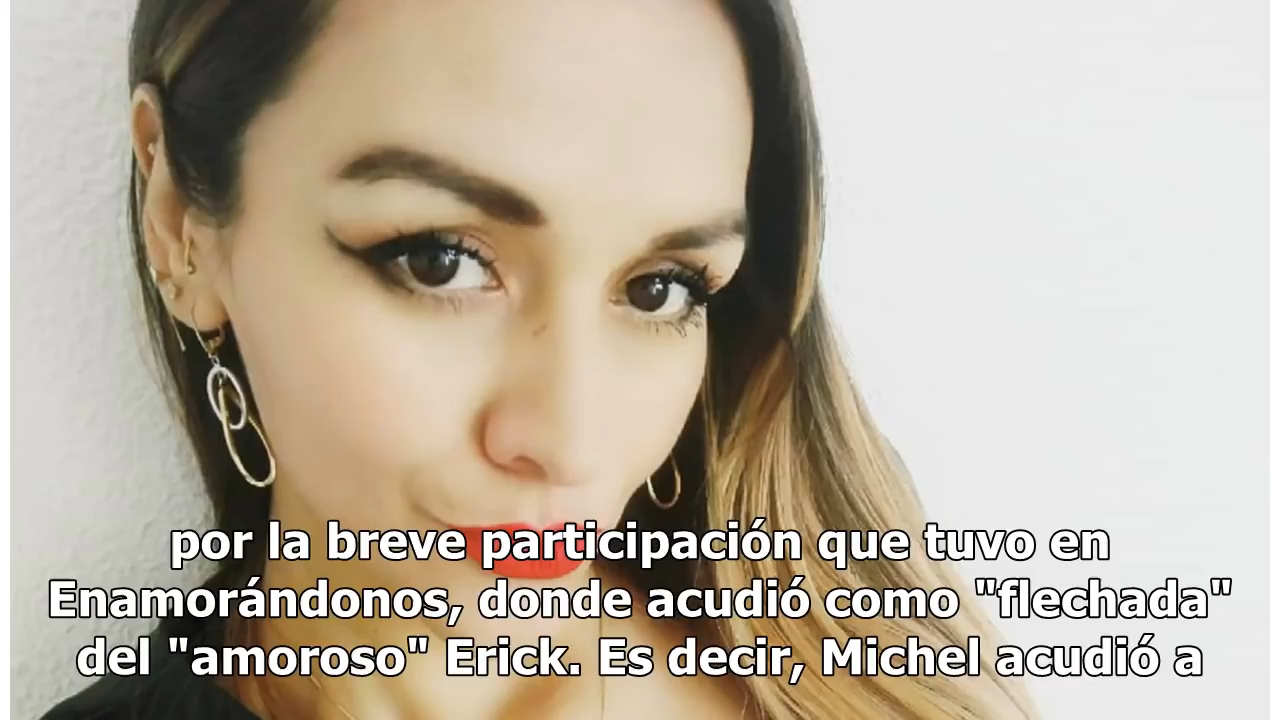 por la breve participación que tuvo en
Enamorándonos, donde acudió como "flechada"
del "amoroso" Erick. Es decir, Michel acudió a